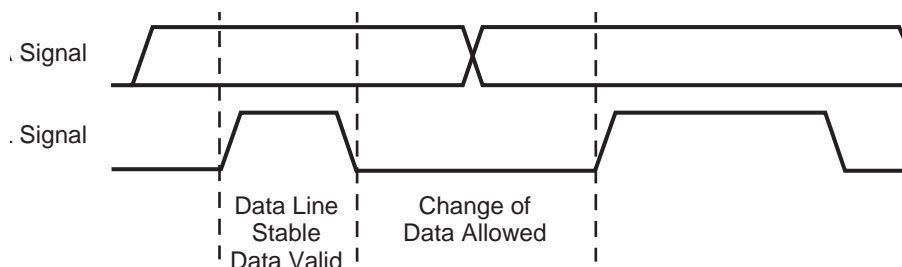 Signal
Signal
Data Line
Stable
Data Valid
Change of
Data Allowed